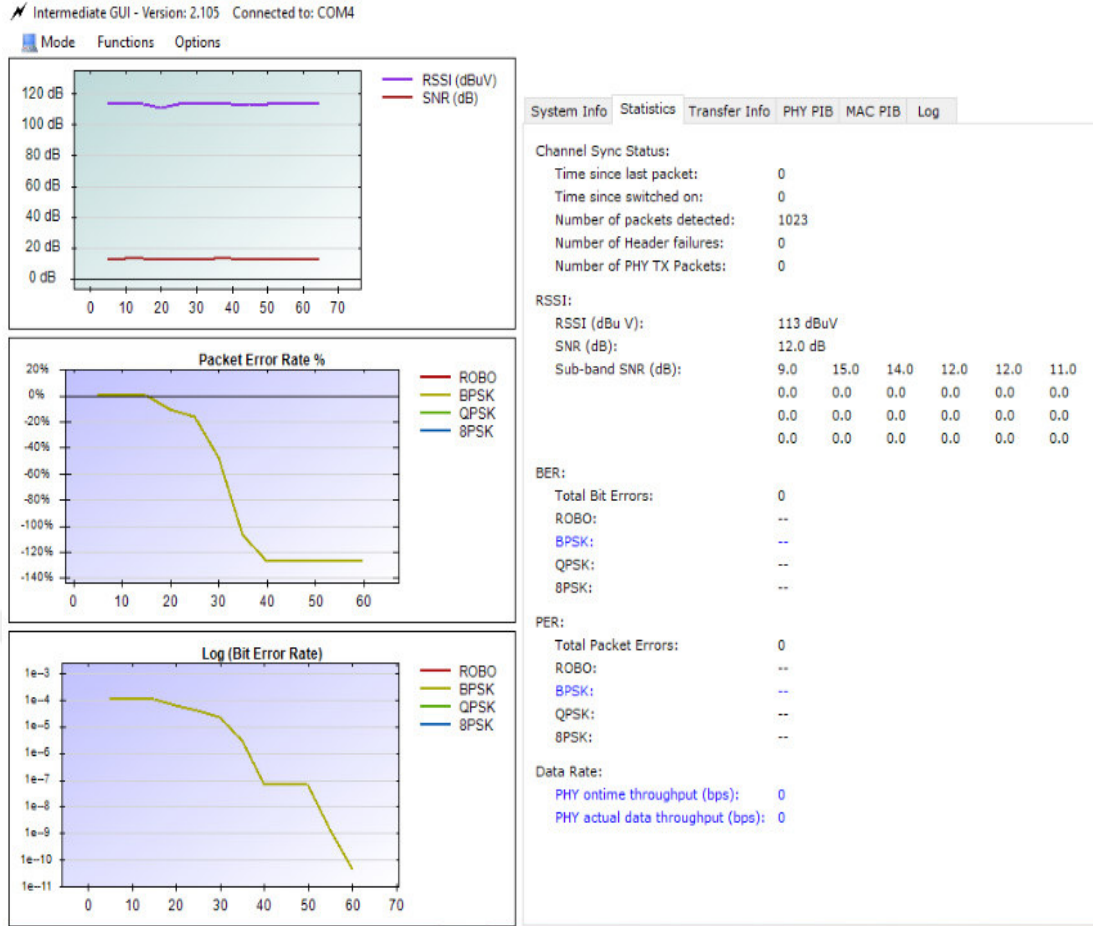 Intermediate GUI - Version: 2.105 Connected to: COM4
Mode Functions Options
RSSI (dBuV)
SNR (dB)
120 dB
100 dB
80 dB
60 dB
40 dB
20 dB
0 dB
0 10 20 30 40 50 60 70
Packet Error Rate %
ROBO
BPSK
QPSK
8PSK
20%
0%
-20%
-40%
-60%
-80%
-100%
-120%
-140%
0 10 20 30 40 50 60
Log (Bit Error Rate)
ROBO
BPSK
QPSK
8PSK
1e-3
1e-4
1e-5
1e-6
1e-7
1e-8
1e-9
1e-10
1e-11
0 10 20 30 40 50 60 70
System Info Statistics Transfer Info PHY PIB MAC PIB Log
Channel Sync Status:
Time since last packet: 0
Time since switched on: 0
Number of packets detected: 1023
Number of Header failures: 0
Number of PHY TX Packets: 0
RSSI:
RSSI (dBu V): 113 dBuV
SNR (dB): 12.0 dB
Sub-band SNR (dB): 9.0 15.0 14.0 12.0 12.0 11.0
0.0 0.0 0.0 0.0 0.0 0.0
0.0 0.0 0.0 0.0 0.0 0.0
0.0 0.0 0.0 0.0 0.0 0.0
BER:
Total Bit Errors: 0
ROBO: --
BPSK: --
QPSK: --
8PSK: --
PER:
Total Packet Errors: 0
ROBO: --
BPSK: --
QPSK: --
8PSK: --
Data Rate:
PHY ontime throughput (bps): 0
PHY actual data throughput (bps): 0